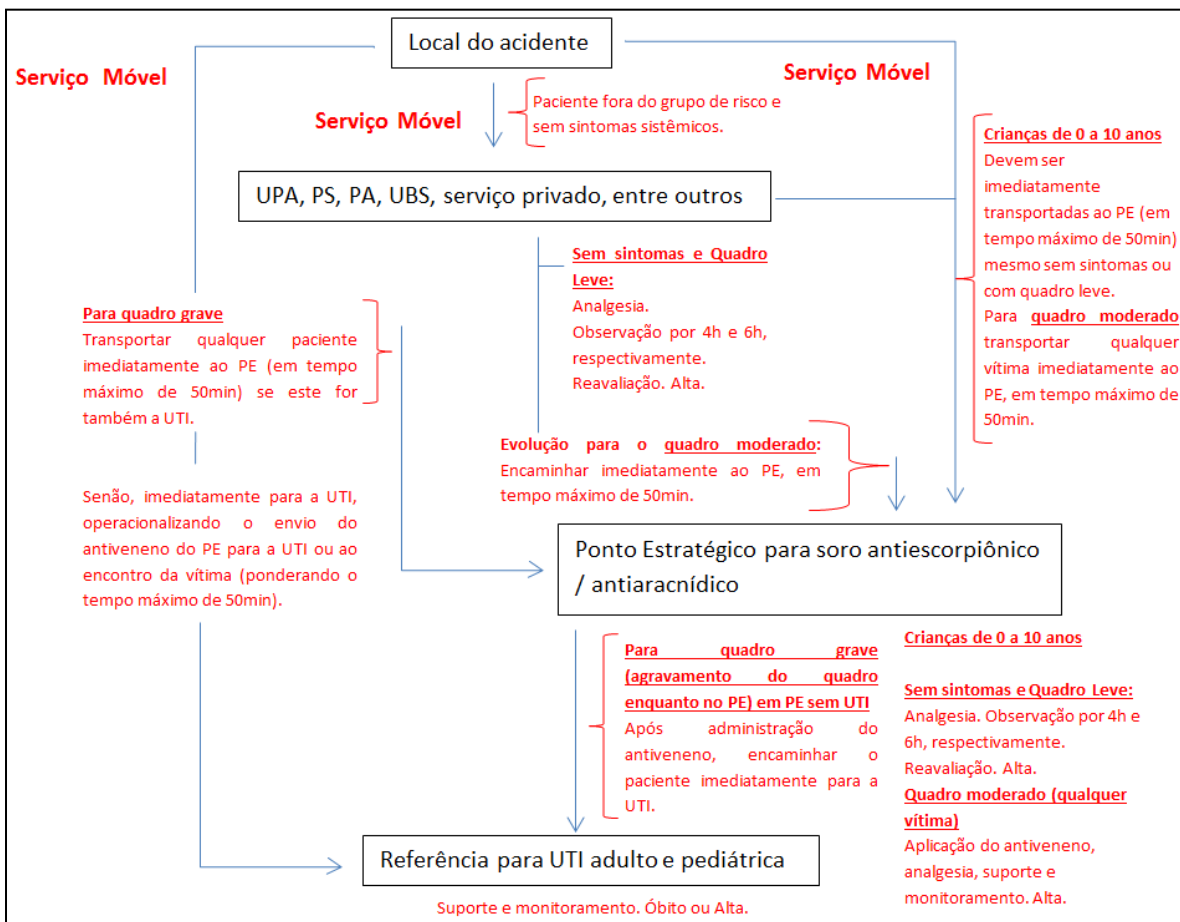 Local do acidente
Serviço Móvel
Serviço Móvel
Serviço Móvel
Paciente fora do grupo de risco e
sem sintomas sistêmicos.
UPA, PS, PA, UBS, serviço privado, entre outros
Crianças de 0 a 10 anos
Devem ser
imediatamente
transportadas ao PE (em
tempo máximo de 50min)
mesmo sem sintomas ou
com quadro leve.
Para quadro moderado
transportar qualquer
vítima imediatamente ao
PE, em tempo máximo de
50min.
Sem sintomas e Quadro
Leve:
Analgesia.
Observação por 4h e 6h,
respectivamente.
Reavaliação. Alta.
Para quadro grave
Transportar qualquer paciente
imediatamente ao PE (em tempo
máximo de 50min) se este for
também a UTI.
Senão, imediatamente para a UTI,
operacionalizando o envio do
antiveneno do PE para a UTI ou ao
encontro da vítima (ponderando o
tempo máximo de 50min).
Evolução para o quadro moderado:
Encaminhar imediatamente ao PE, em
tempo máximo de 50min.
Ponto Estratégico para soro antiescorpiônico
/ antiaracnídico
Para quadro grave
(agravamento do quadro
enquanto no PE) em PE sem UTI
Após administração do
antiveneno, encaminhar o
paciente imediatamente para a
UTI.
Crianças de 0 a 10 anos
Sem sintomas e Quadro Leve:
Analgesia. Observação por 4h e
6h, respectivamente.
Reavaliação. Alta.
Quadro moderado (qualquer
vítima)
Aplicação do antiveneno,
analgesia, suporte e
monitoramento. Alta.
Referência para UTI adulto e pediátrica
Suporte e monitoramento. Óbito ou Alta.